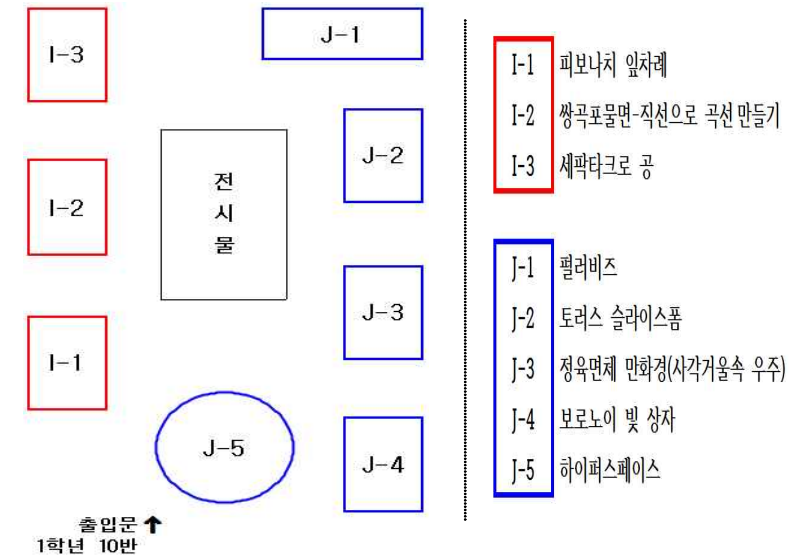 I-3
J-1
J-2
I-2
전
시
물
J-3
I-1
J-5
J-4
출입문 ↑
1학년 10반
I-1 피보나치 잎차례
I-2 쌍곡포물면-직선으로 곡선 만들기
I-3 세팍타크로 공
J-1 펄러비즈
J-2 토러스 슬라이스폼
J-3 정육면체 만화경(사각거울속 우주)
J-4 보로노이 빛 상자
J-5 하이퍼스페이스